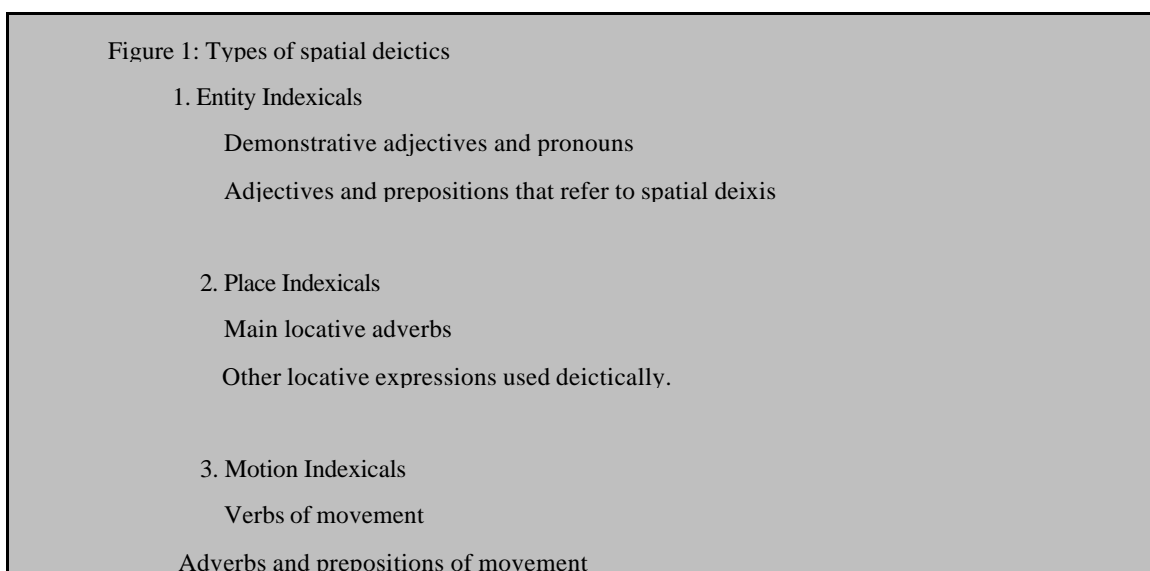 Figure 1: Types of spatial deictics
1. Entity Indexicals
Demonstrative adjectives and pronouns
Adjectives and prepositions that refer to spatial deixis
2. Place Indexicals
Main locative adverbs
Other locative expressions used deictically.
3. Motion Indexicals
Verbs of movement
Adverbs and prepositions of movement